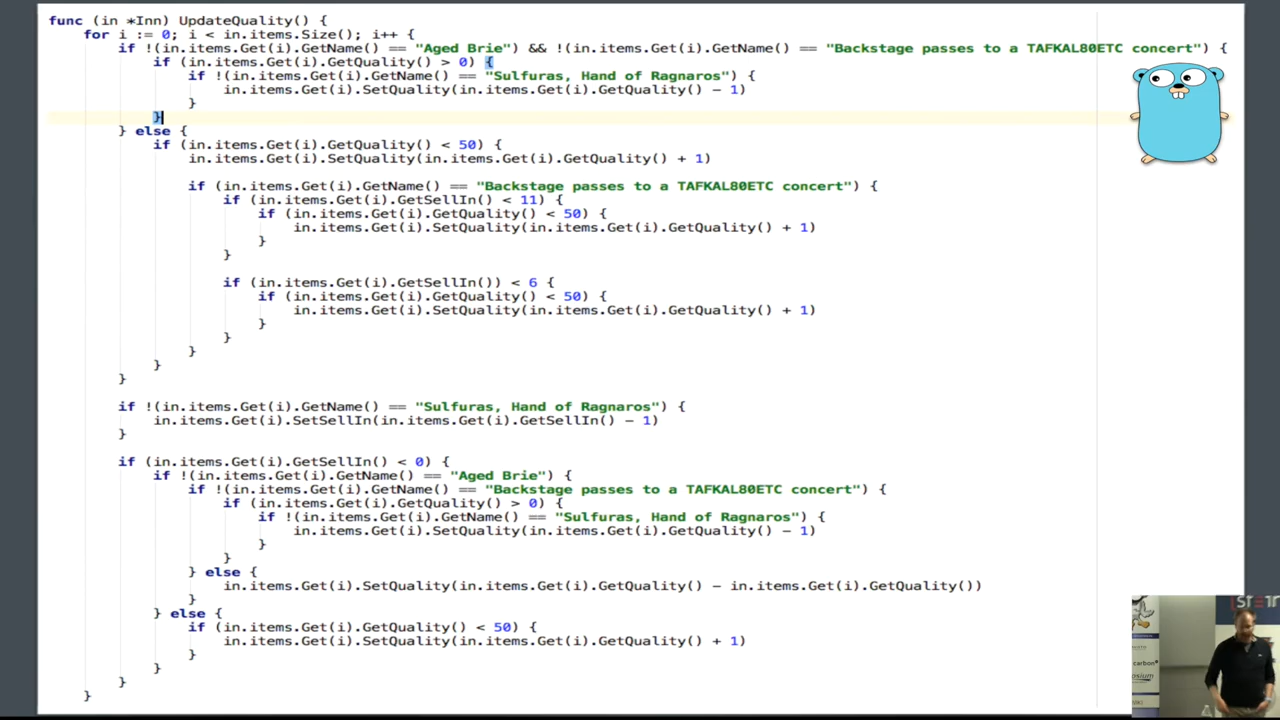 func (in *Inn) UpdateQuality() {
for i := 0; i < in.items.Size(); i++ {
if !(in.items.Get(i).GetName() == "Aged Brie") && !(in.items.Get(i).GetName() == "Backstage passes to a TAFKAL80ETC concert") {
if (in.items.Get(i).GetQuality() > 0) {
if !(in.items.Get(i).GetName() == "Sulfuras, Hand of Ragnaros") {
in.items.Get(i).SetQuality(in.items.Get(i).GetQuality() - 1)
}
}
} else {
if (in.items.Get(i).GetQuality() < 50) {
in.items.Get(i).SetQuality(in.items.Get(i).GetQuality() + 1)
if (in.items.Get(i).GetName() == "Backstage passes to a TAFKAL80ETC concert") {
if (in.items.Get(i).GetSellIn() < 11) {
if (in.items.Get(i).GetQuality() < 50) {
in.items.Get(i).SetQuality(in.items.Get(i).GetQuality() + 1)
}
}
if (in.items.Get(i).GetSellIn()) < 6 {
if (in.items.Get(i).GetQuality() < 50) {
in.items.Get(i).SetQuality(in.items.Get(i).GetQuality() + 1)
}
}
}
}
}
if !(in.items.Get(i).GetName() == "Sulfuras, Hand of Ragnaros") {
in.items.Get(i).SetSellIn(in.items.Get(i).GetSellIn() - 1)
}
if (in.items.Get(i).GetSellIn() < 0) {
if !(in.items.Get(i).GetName() == "Aged Brie") {
if !(in.items.Get(i).GetName() == "Backstage passes to a TAFKAL80ETC concert") {
if (in.items.Get(i).GetQuality() > 0) {
if !(in.items.Get(i).GetName() == "Sulfuras, Hand of Ragnaros") {
in.items.Get(i).SetQuality(in.items.Get(i).GetQuality() - 1)
}
}
} else {
in.items.Get(i).SetQuality(in.items.Get(i).GetQuality() - in.items.Get(i).GetQuality())
}
} else {
if (in.items.Get(i).GetQuality() < 50) {
in.items.Get(i).SetQuality(in.items.Get(i).GetQuality() + 1)
}
}
}
}
carbon